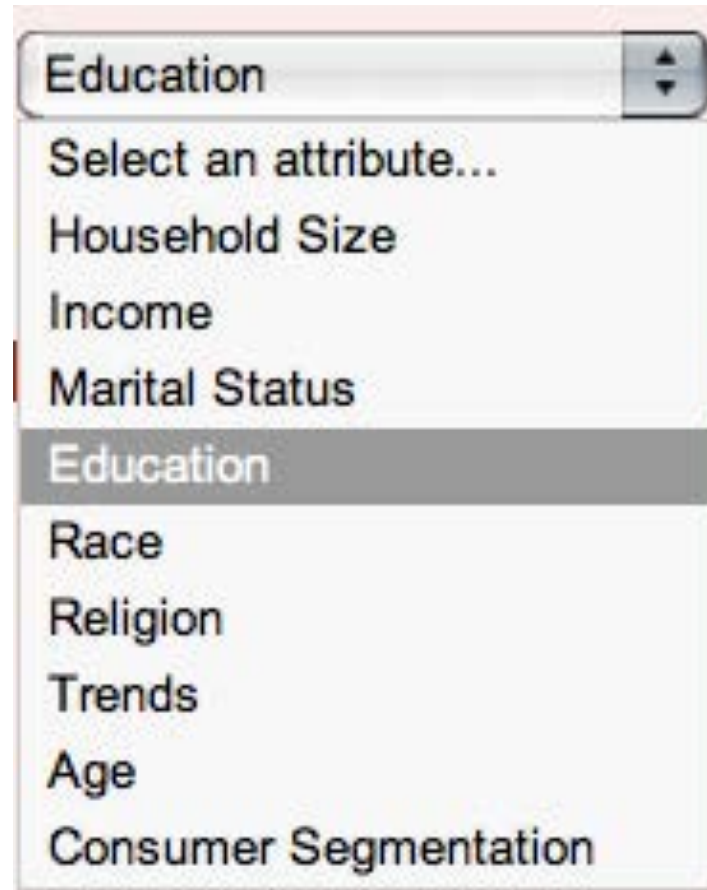 Education
Select an attribute...
Household Size
Income
Marital Status
Education
Race
Religion
Trends
Age
Consumer Segmentation